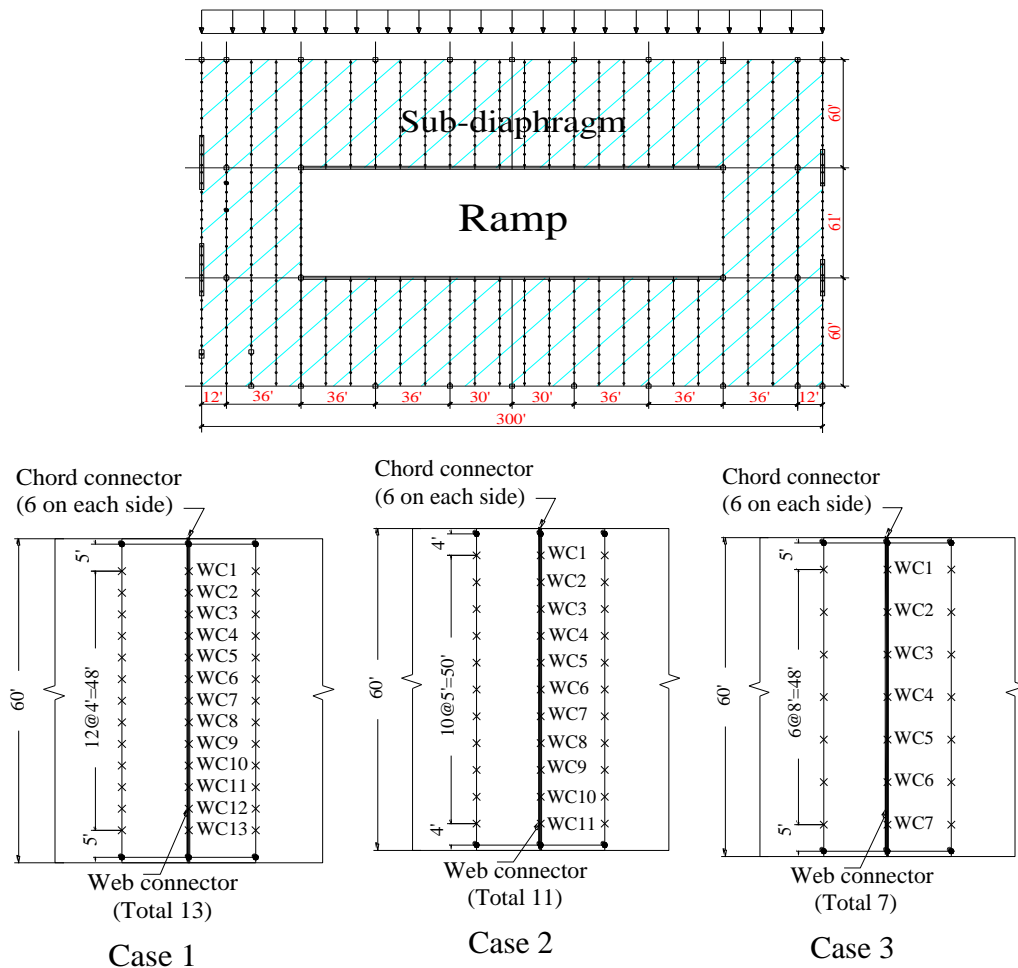 Sub-diaphragm
60'
Ramp
61'
60'
12' 36' 36' 36' 30' 30' 36' 36' 36' 12'
300'
Chord connector
(6 on each side)
5'
WC1
WC2
WC3
WC4
WC5
WC6
WC7
WC8
WC9
WC10
WC11
WC12
WC13
60'
12@4'=48'
5'
Web connector
(Total 13)
Case 1
Chord connector
(6 on each side)
4'
WC1
WC2
WC3
WC4
WC5
WC6
WC7
WC8
WC9
WC10
WC11
60'
10@5'=50'
4'
Web connector
(Total 11)
Case 2
Chord connector
(6 on each side)
5'
WC1
WC2
WC3
WC4
WC5
WC6
WC7
60'
6@8'=48'
5'
Web connector
(Total 7)
Case 3